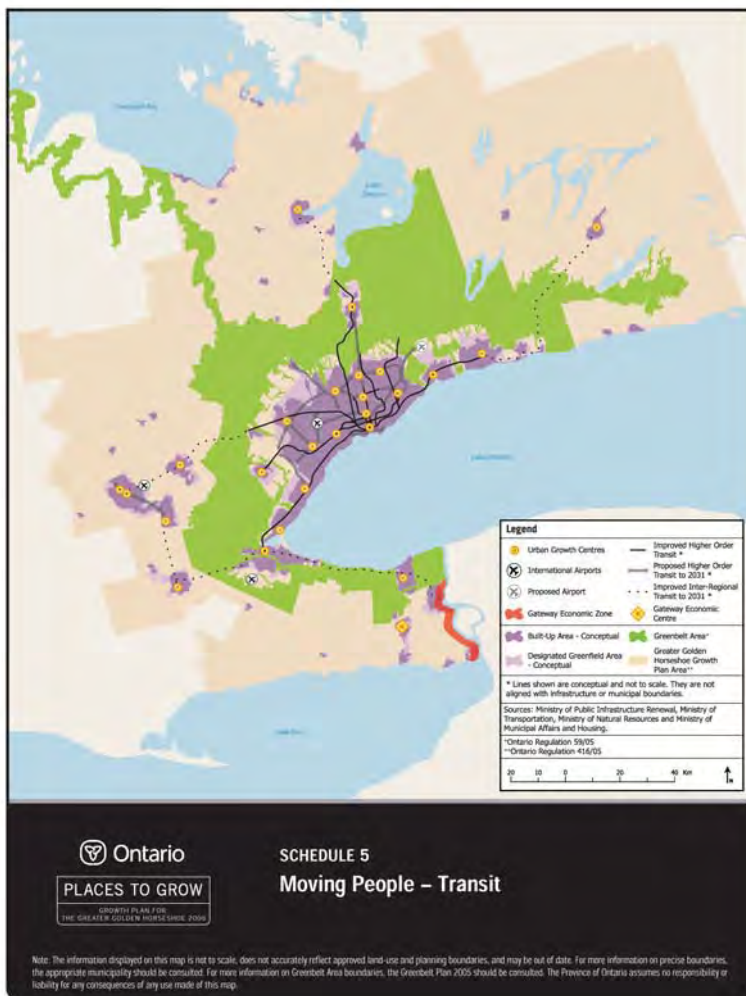 Legend
Urban Growth Centres
International Airports
Proposed Airport
Gateway Economic Zone
Built-Up Area - Conceptual
Designated Greenfield Area - Conceptual
Improved Higher Order Transit *
Proposed Higher Order Transit to 2031 *
Improved Inter-Regional Transit to 2031 *
Gateway Economic Centre
Greenbelt Area*
Greater Golden Horseshoe Growth Plan Area**
* Lines shown are conceptual and not to scale. They are not
aligned with infrastructure or municipal boundaries.
Sources: Ministry of Public Infrastructure Renewal, Ministry of
Transportation, Ministry of Natural Resources and Ministry of
Municipal Affairs and Housing.
*Ontario Regulation 59/05
**Ontario Regulation 416/05
20 10 0 20 40 Km
N
Ontario
PLACES TO GROW
GROWTH PLAN FOR
THE GREATER GOLDEN HORSESHOE 2006
SCHEDULE 5
Moving People – Transit
Note: The information displayed on this map is not to scale, does not accurately reflect approved land-use and planning boundaries, and may be out of date. For more information on precise boundaries,
the appropriate municipality should be consulted. For more information on Greenbelt Area boundaries, the Greenbelt Plan 2005 should be consulted. The Province of Ontario assumes no responsibility or
liability for any consequences of any use made of this map.